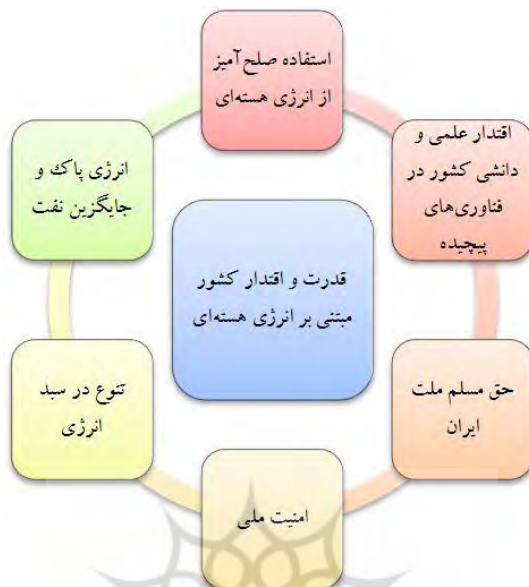 استفاده صلح‌آمیز
از انرژی هسته‌ای
اقتدار علمی و
دانشی کشور در
فناوری‌های
پیچیده
حق مسلم ملت
ایران
امنیت ملی
تنوع در سبد
انرژی
انرژی پاک و
جایگزین نفت
قدرت و اقتدار کشور
مبتنی بر انرژی هسته‌ای